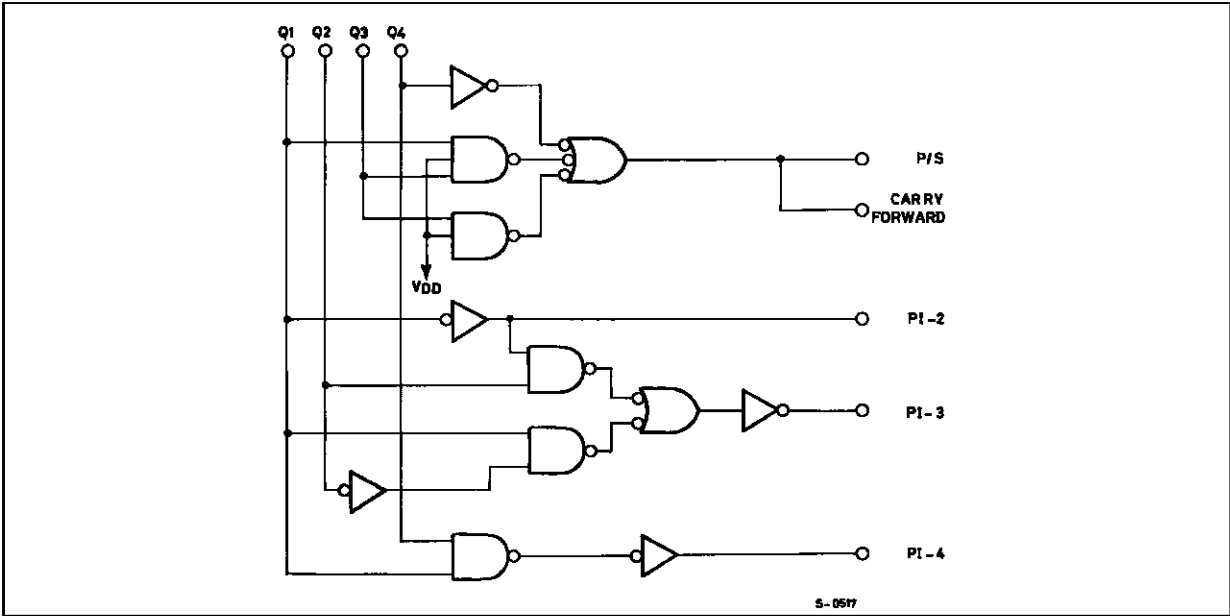 Q1 Q2 Q3 Q4
P/S
CARRY
FORWARD
VDD
PI-2
PI-3
PI-4
S-0517